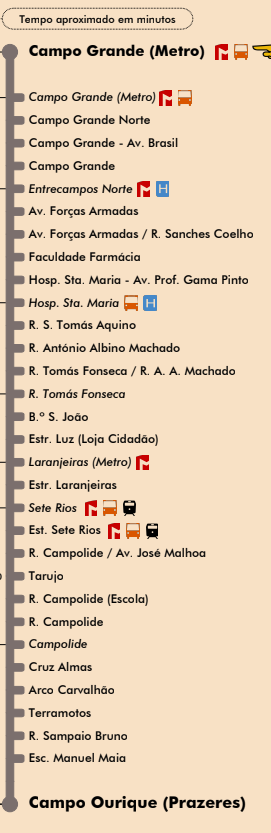 Tempo aproximado em minutos
Campo Grande (Metro)
Campo Grande (Metro)
Campo Grande Norte
Campo Grande - Av. Brasil
Campo Grande
Entrecampos Norte H
Av. Forças Armadas
Av. Forças Armadas / R. Sanches Coelho
Faculdade Farmácia
Hosp. Sta. Maria - Av. Prof. Gama Pinto
Hosp. Sta. Maria H
R. S. Tomás Aquino
R. António Albino Machado
R. Tomás Fonseca / R. A. A. Machado
R. Tomás Fonseca
B.º S. João
Estr. Luz (Loja Cidadão)
Laranjeiras (Metro)
Estr. Laranjeiras
Sete Rios
Est. Sete Rios
R. Campolide / Av. José Malhoa
Tarujo
R. Campolide (Escola)
R. Campolide
Campolide
Cruz Almas
Arco Carvalhão
Terramotos
R. Sampaio Bruno
Esc. Manuel Maia
Campo Ourique (Prazeres)